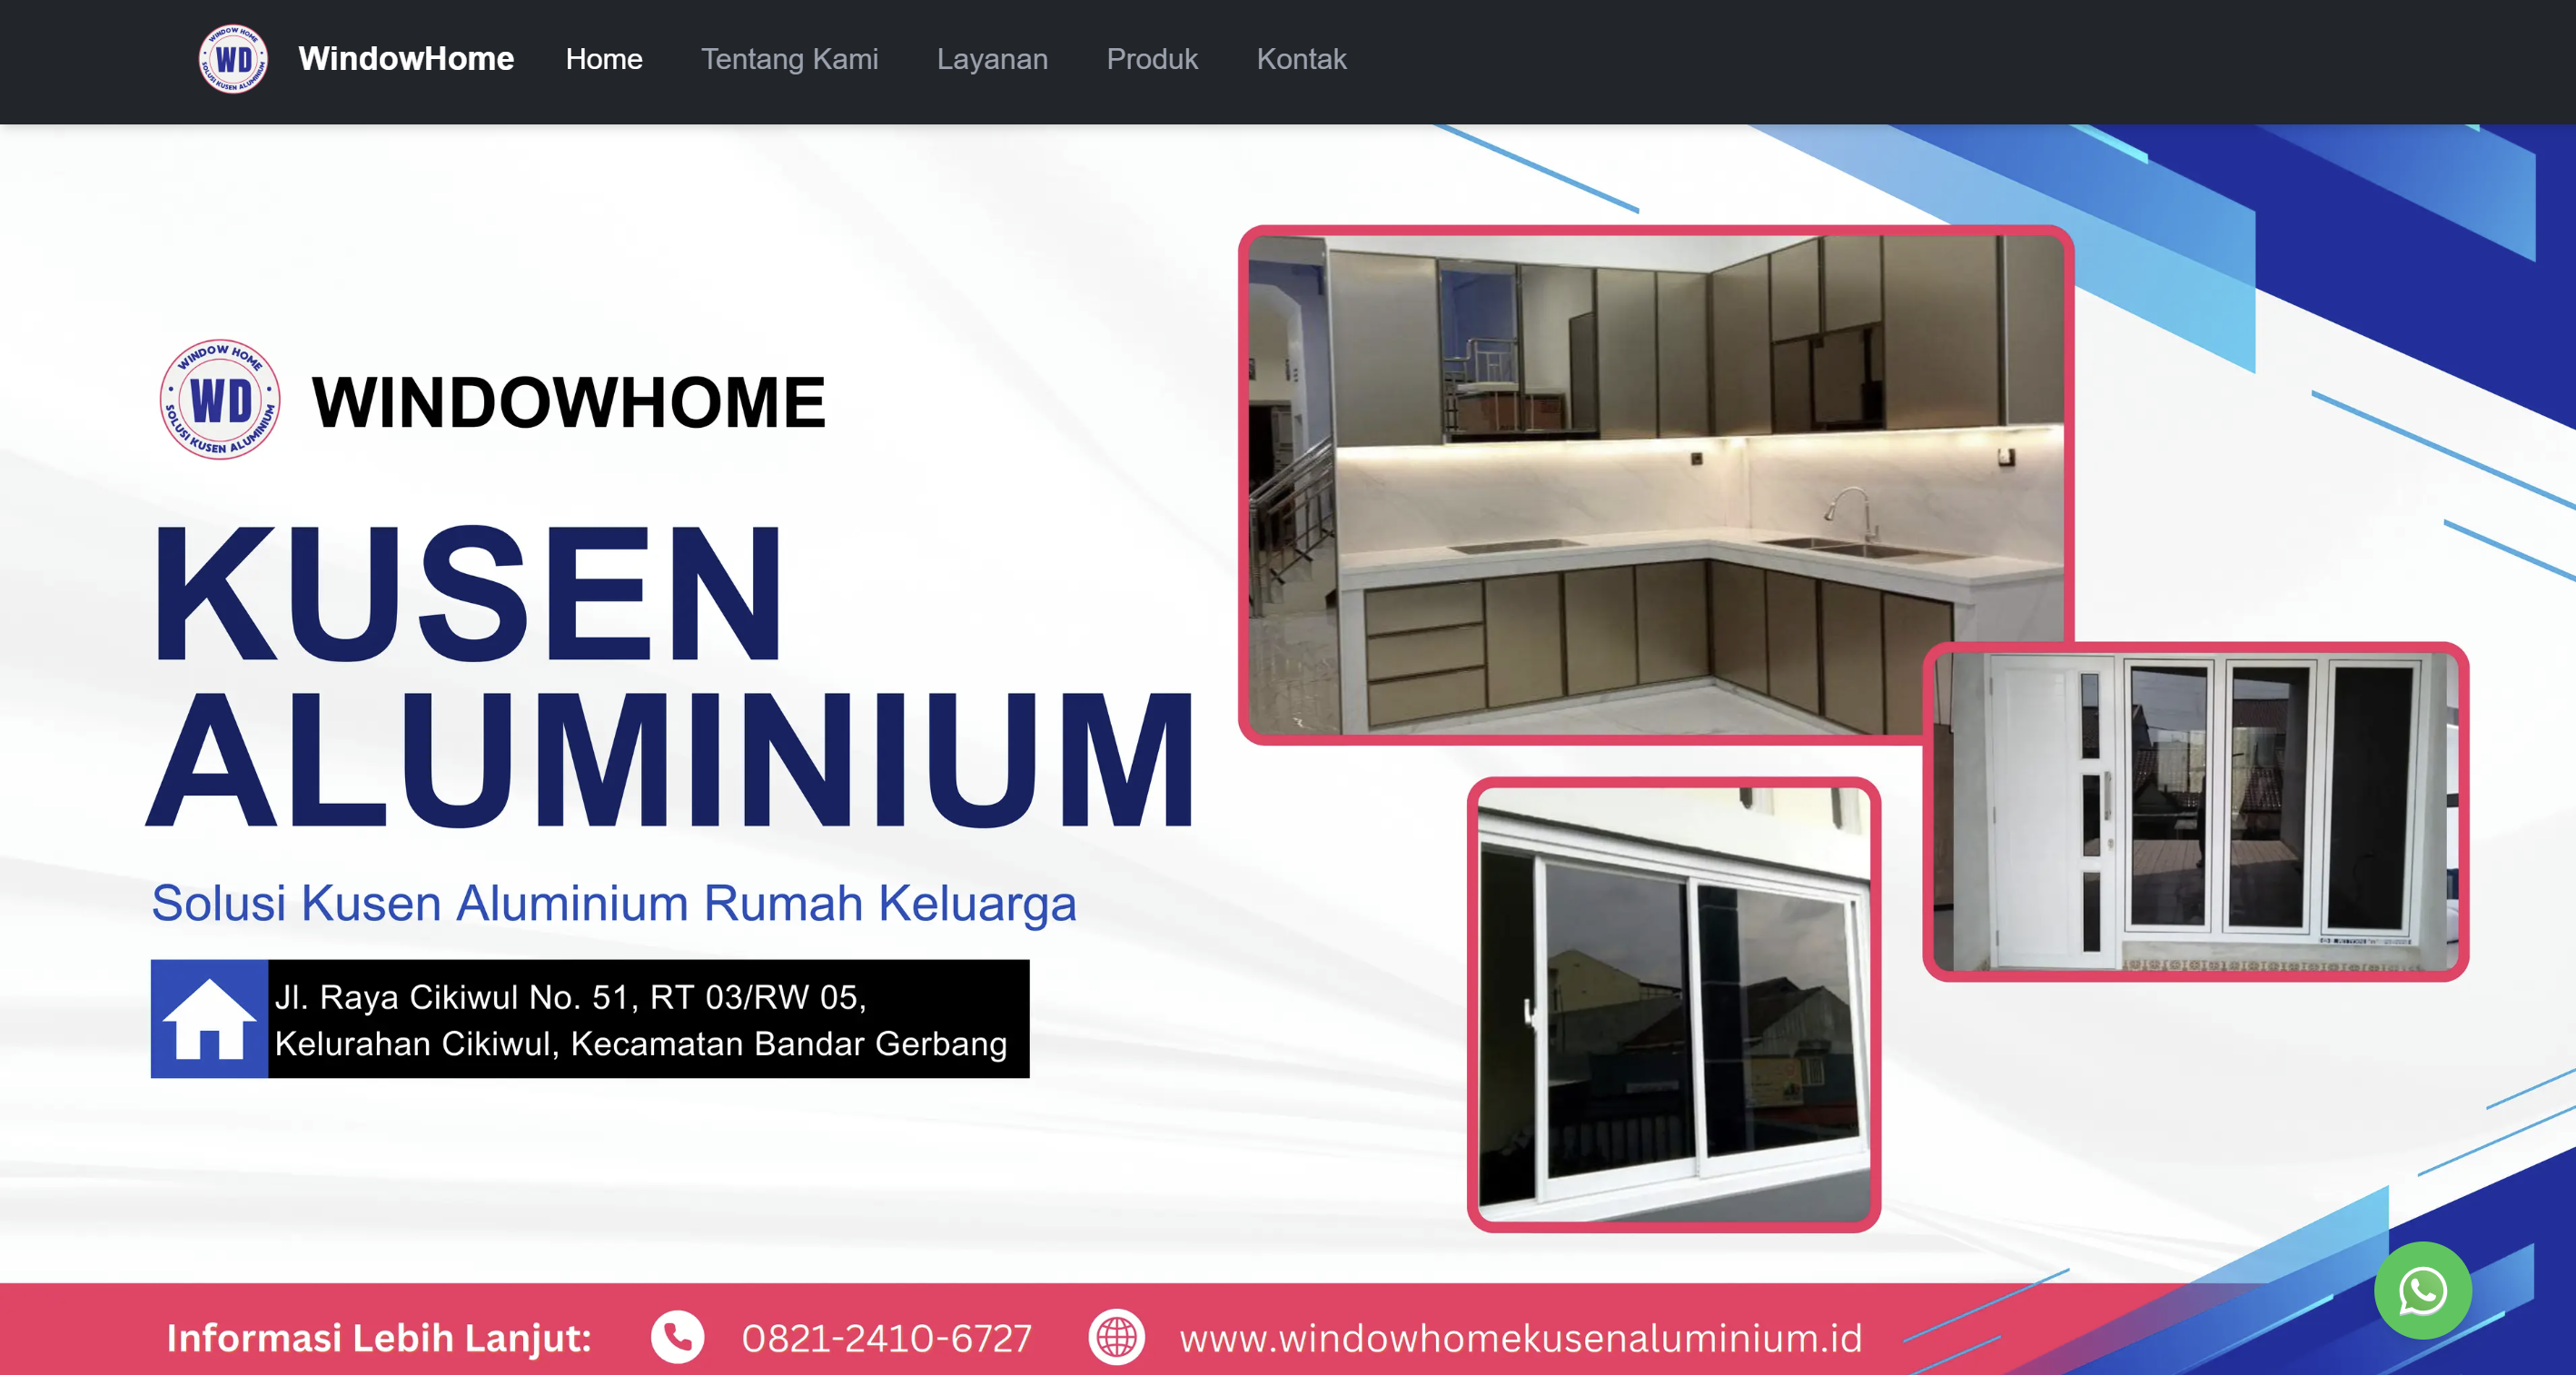 WINDOW HOME
WD
SOLUSI KUSEN ALUMINIUM
WindowHome
Home
Tentang Kami
Layanan
Produk
Kontak
WINDOW HOME
WD
SOLUSI KUSEN ALUMINIUM
WINDOWHOME
KUSEN
ALUMINIUM
Solusi Kusen Aluminium Rumah Keluarga
Jl. Raya Cikiwul No. 51, RT 03/RW 05,
Kelurahan Cikiwul, Kecamatan Bandar Gerbang
Informasi Lebih Lanjut:
0821-2410-6727
www.windowhomekusenaluminium.id